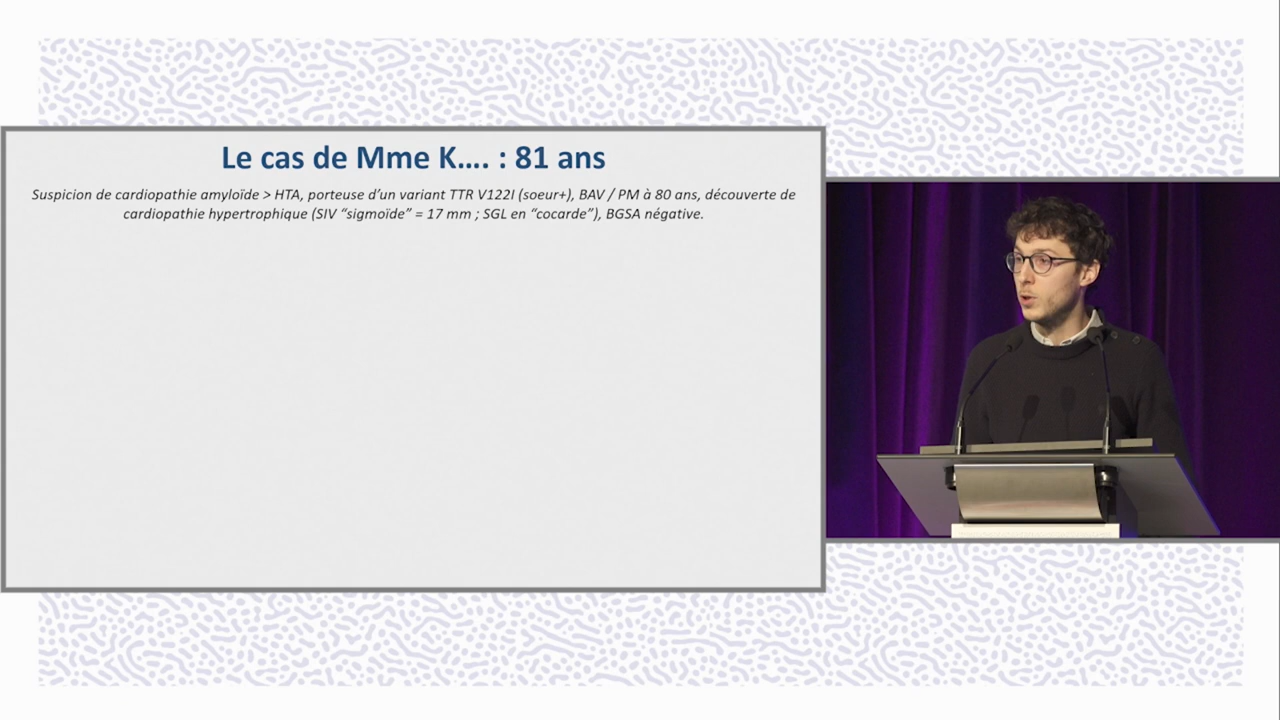 Le cas de Mme K.... : 81 ans
Suspicion de cardiopathie amyloïde > HTA, porteuse d’un variant TTR V122I (soeur+), BAV / PM à 80 ans, découverte de
cardiopathie hypertrophique (SIV “sigmoïde” = 17 mm ; SGL en “cocarde”), BGSA négative.